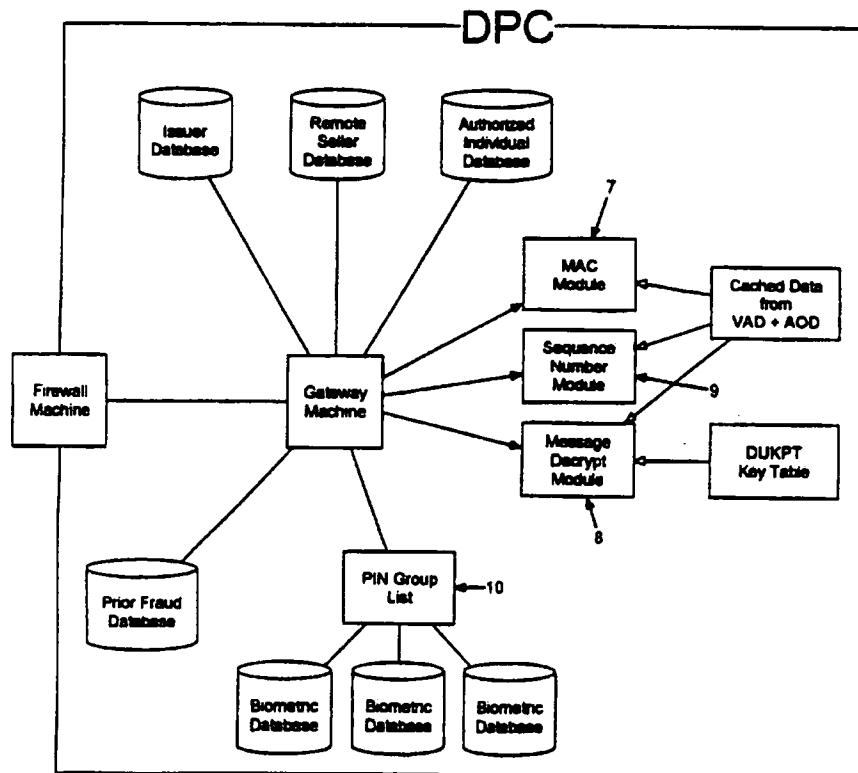 DPC
Issuer
Database
Remote
Seller
Database
Authorized
Individual
Database
7
MAC
Module
Cached Data
from
VAD + AOD
Sequence
Number
Module
9
Firewall
Machine
Gateway
Machine
Message
Decrypt
Module
DUKPT
Key Table
8
PIN Group
List
10
Prior Fraud
Database
Biometric
Database
Biometric
Database
Biometric
Database